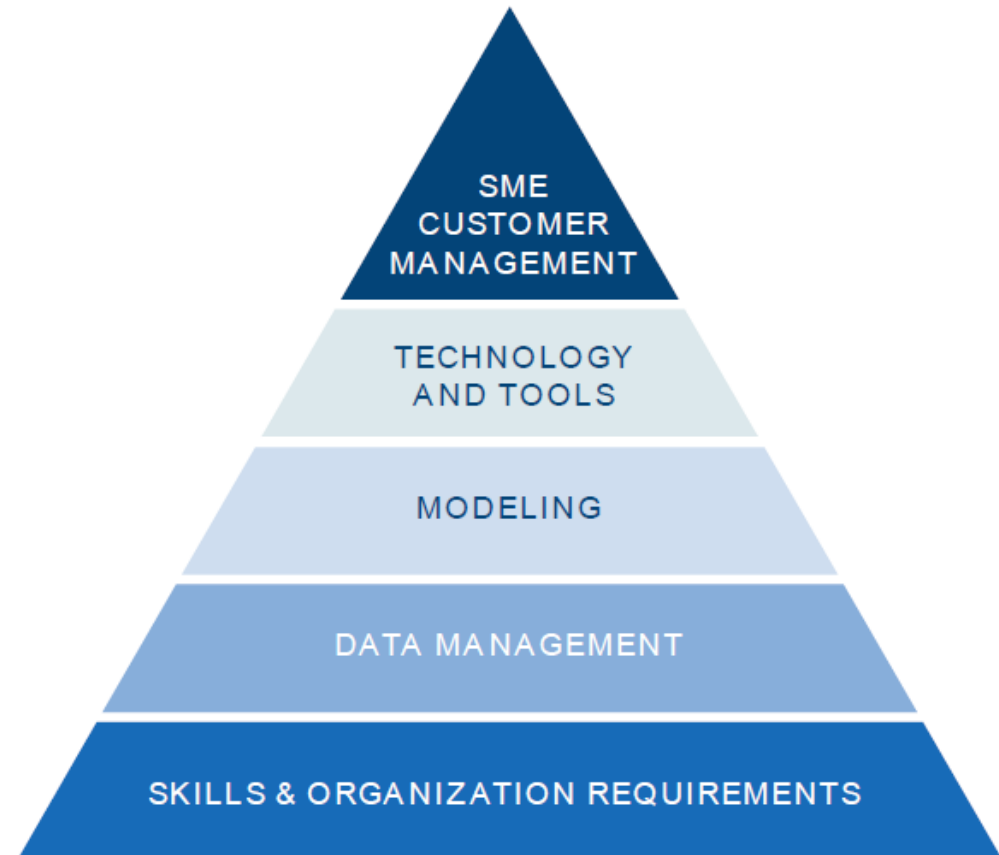 SME
CUSTOMER
MANAGEMENT
TECHNOLOGY
AND TOOLS
MODELING
DATA MANAGEMENT
SKILLS & ORGANIZATION REQUIREMENTS